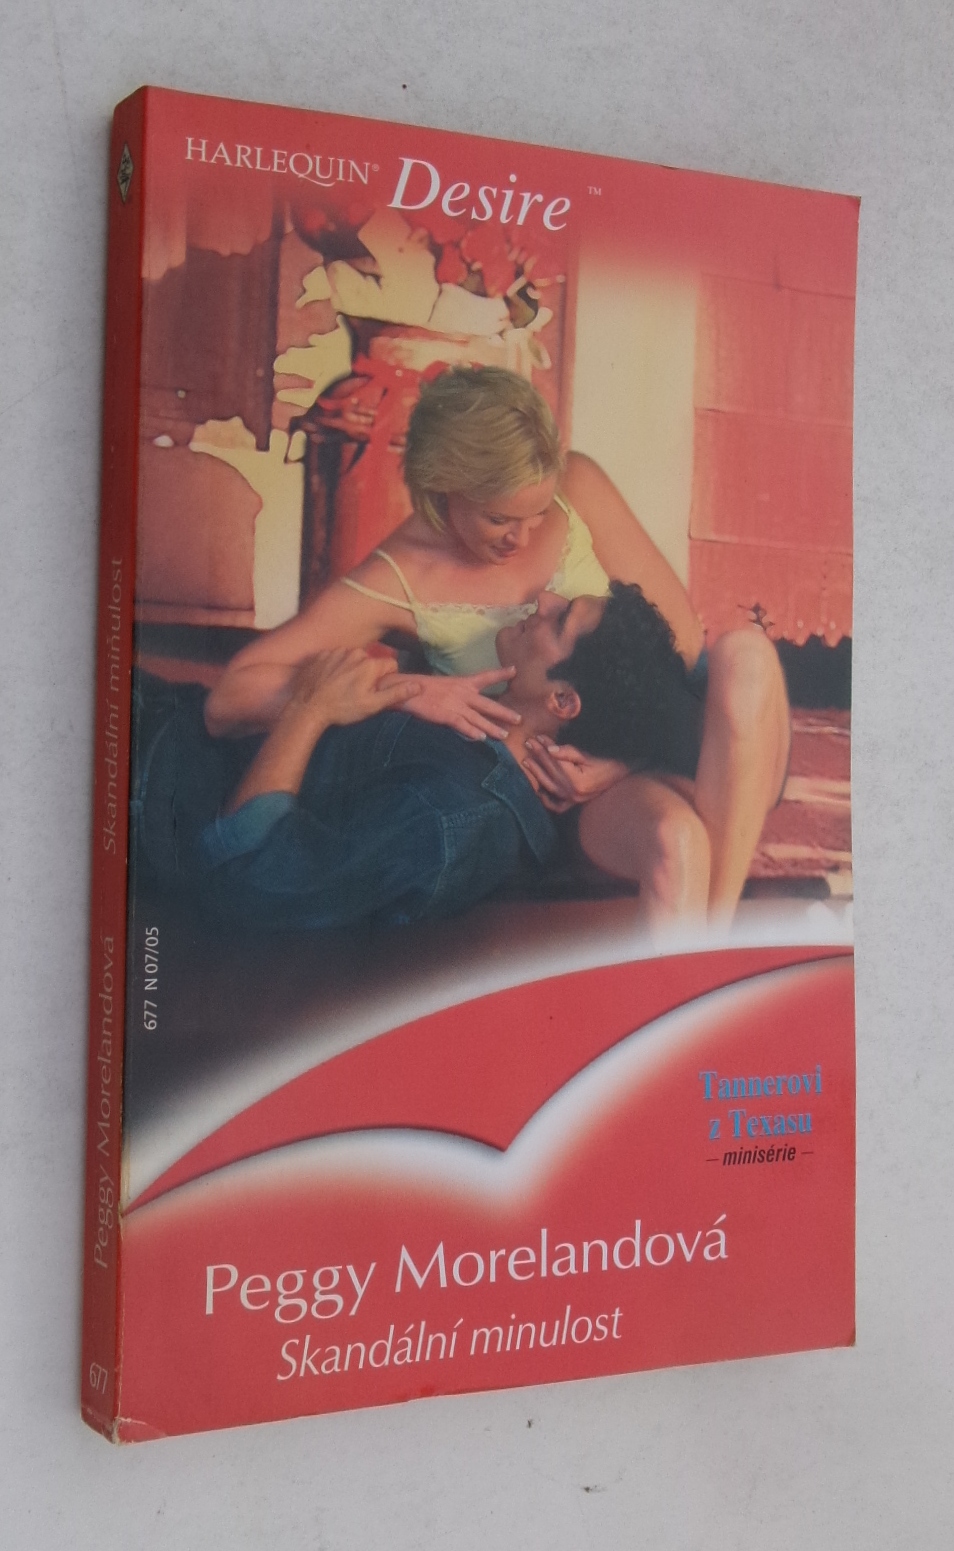 HARLEQUIN® Desire™
677 N 07/05
Tannerovi
z Texasu
– minisérie –
Peggy Morelandová
Skandální minulost
677 Peggy Morelandová Skandální minulost